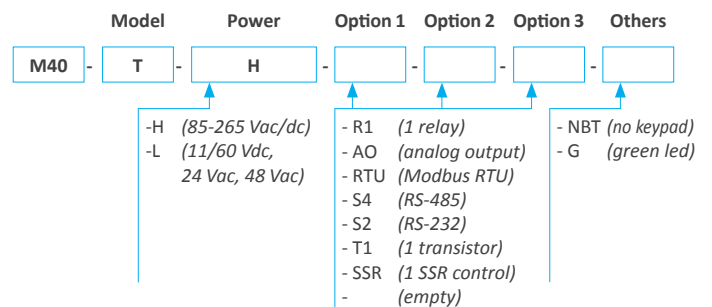 Model Power Option 1 Option 2 Option 3 Others
M40 - T - H - - - -
-H (85-265 Vac/dc)
-L (11/60 Vdc,
24 Vac, 48 Vac)
- R1 (1 relay)
- AO (analog output)
- RTU (Modbus RTU)
- S4 (RS-485)
- S2 (RS-232)
- T1 (1 transistor)
- SSR (1 SSR control)
- (empty)
- NBT (no keypad)
- G (green led)